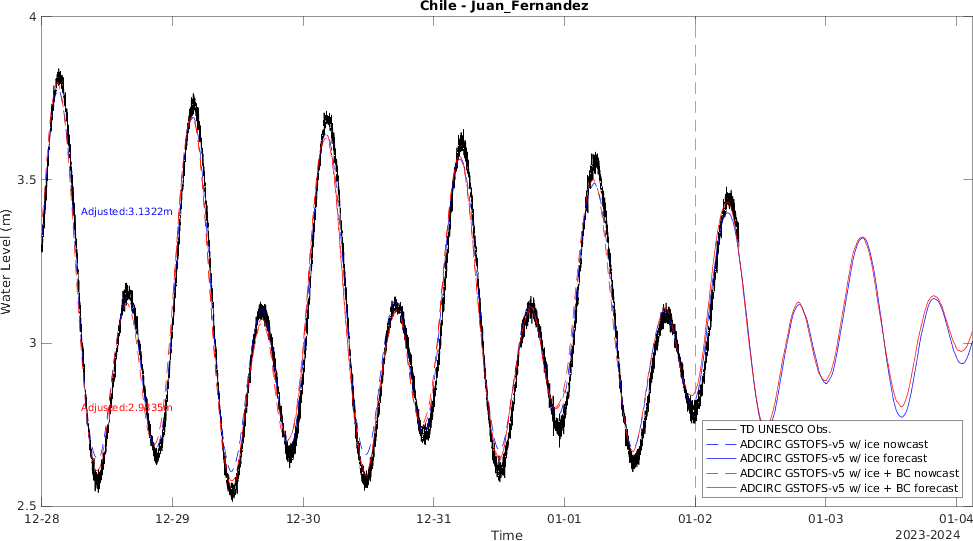 Chile - Juan_Fernandez
4
3.5
3
2.5
Water Level (m)
Adjusted:3.1322m
TD UNESCO Obs.
ADCIRC GSTOFS-v5 w/ ice nowcast
ADCIRC GSTOFS-v5 w/ ice forecast
ADCIRC GSTOFS-v5 w/ ice + BC nowcast
ADCIRC GSTOFS-v5 w/ ice + BC forecast
12-28
12-29
12-30
12-31
01-01
01-02
01-03
01-04
Time
2023-2024